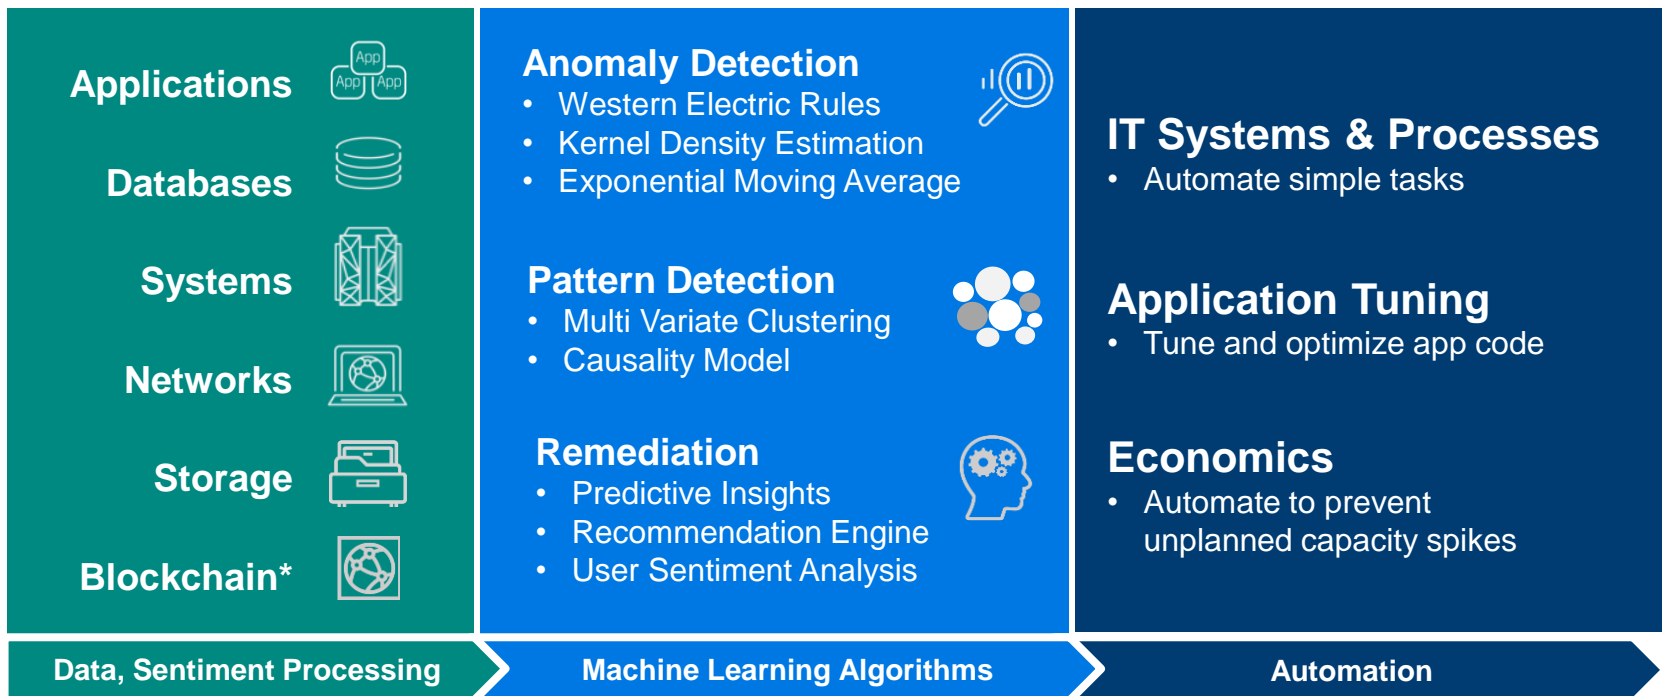 Applications
App
App App
Databases
Systems
Networks
Storage
Blockchain*
Data, Sentiment Processing
Anomaly Detection
• Western Electric Rules
• Kernel Density Estimation
• Exponential Moving Average
Pattern Detection
• Multi Variate Clustering
• Causality Model
Remediation
• Predictive Insights
• Recommendation Engine
• User Sentiment Analysis
Machine Learning Algorithms
IT Systems & Processes
• Automate simple tasks
Application Tuning
• Tune and optimize app code
Economics
• Automate to prevent
unplanned capacity spikes
Automation